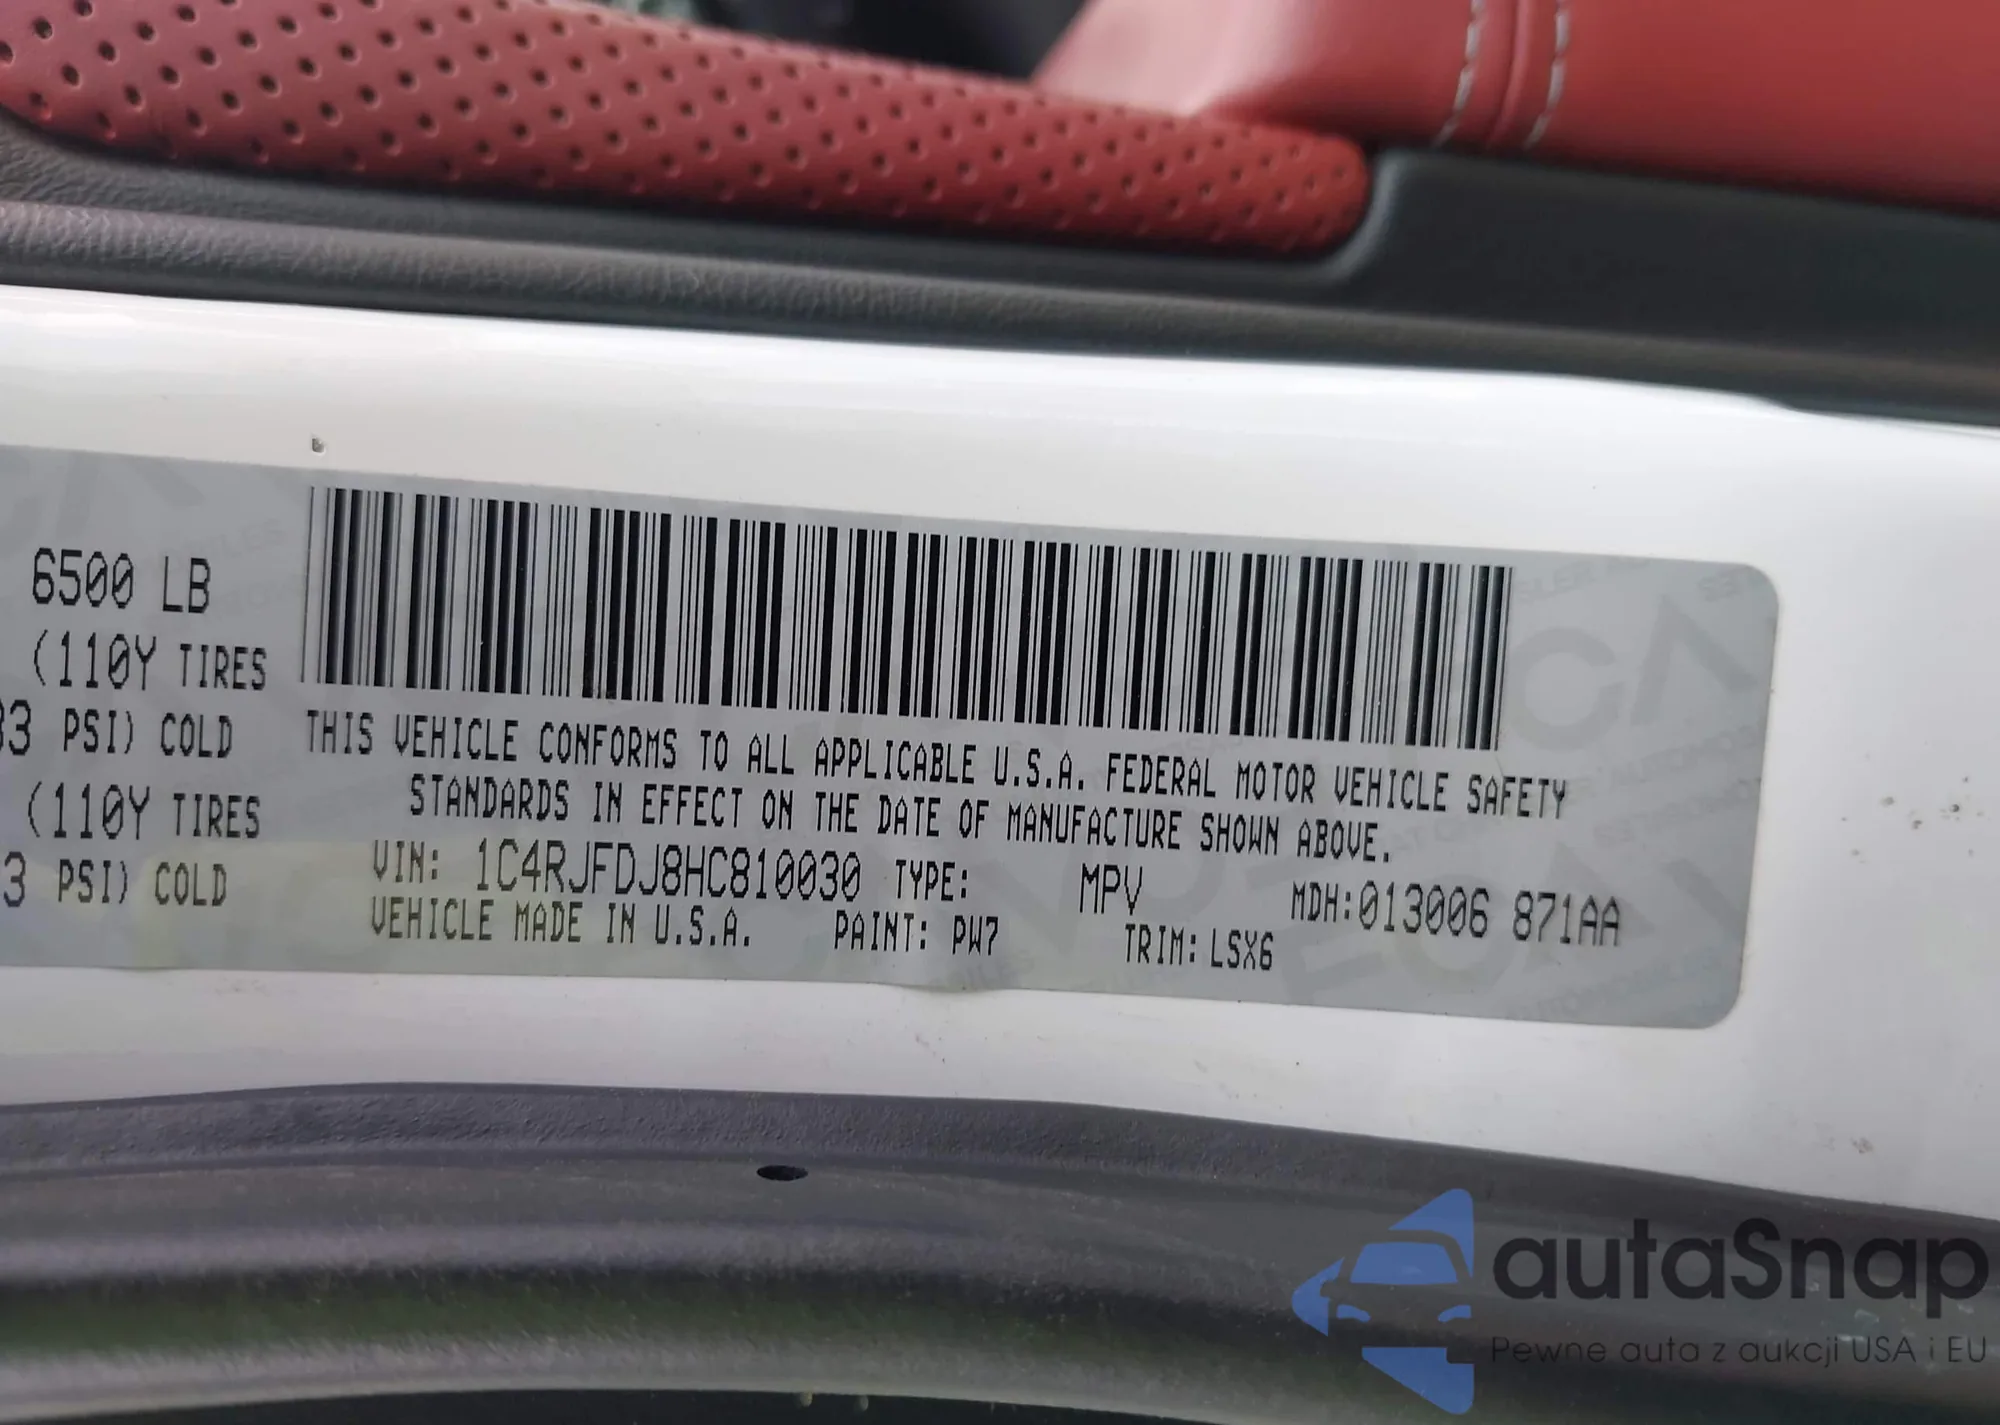 6500 LB
(110Y TIRES
33 PSI) COLD
(110Y TIRES
3 PSI) COLD
THIS VEHICLE CONFORMS TO ALL APPLICABLE U.S.A. FEDERAL MOTOR VEHICLE SAFETY
STANDARDS IN EFFECT ON THE DATE OF MANUFACTURE SHOWN ABOVE.
VIN: 1C4RJFDJ8HC810030 TYPE: MPV MDH:013006 871AA
VEHICLE MADE IN U.S.A. PAINT: PW7 TRIM: LSX6
autaSnap
Pewne auta z aukcji USA i EU